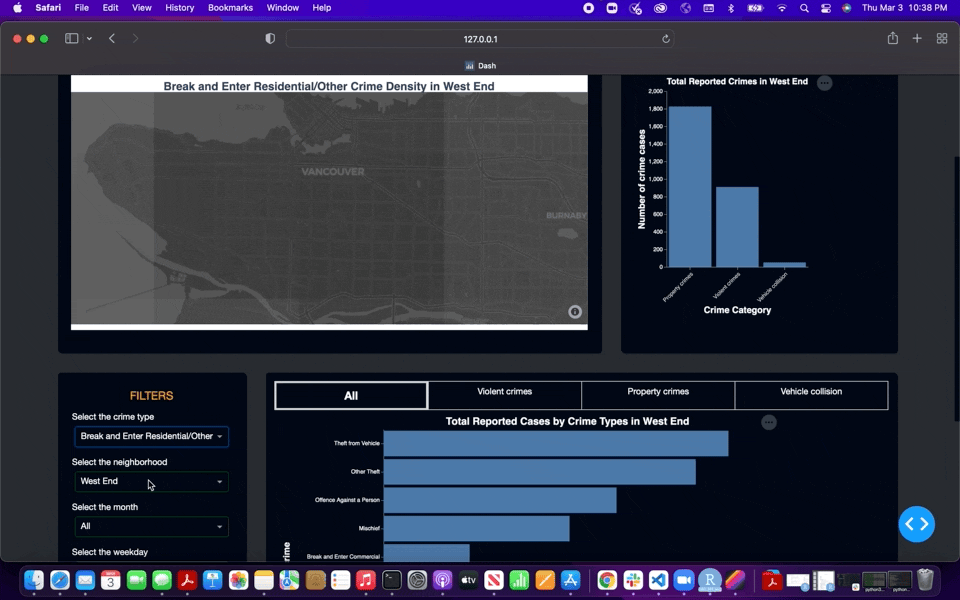 Safari File Edit View History Bookmarks Window Help Thu Mar 3 10:38 PM
127.0.0.1
Dash
Break and Enter Residential/Other Crime Density in West End
VANCOUVER
BURNABY
Total Reported Crimes in West End
Number of crime cases
2,000
1,800
1,600
1,400
1,200
1,000
800
600
400
200
0
Property crimes
Violent crimes
Vehicle collision
Crime Category
FILTERS
Select the crime type
Break and Enter Residential/Other
Select the neighborhood
West End
Select the month
All
Select the weekday
All Violent crimes Property crimes Vehicle collision
Total Reported Cases by Crime Types in West End
Theft from Vehicle
Other Theft
Offence Against a Person
Mischief
Break and Enter Commercial
rime
MAR
3
tv